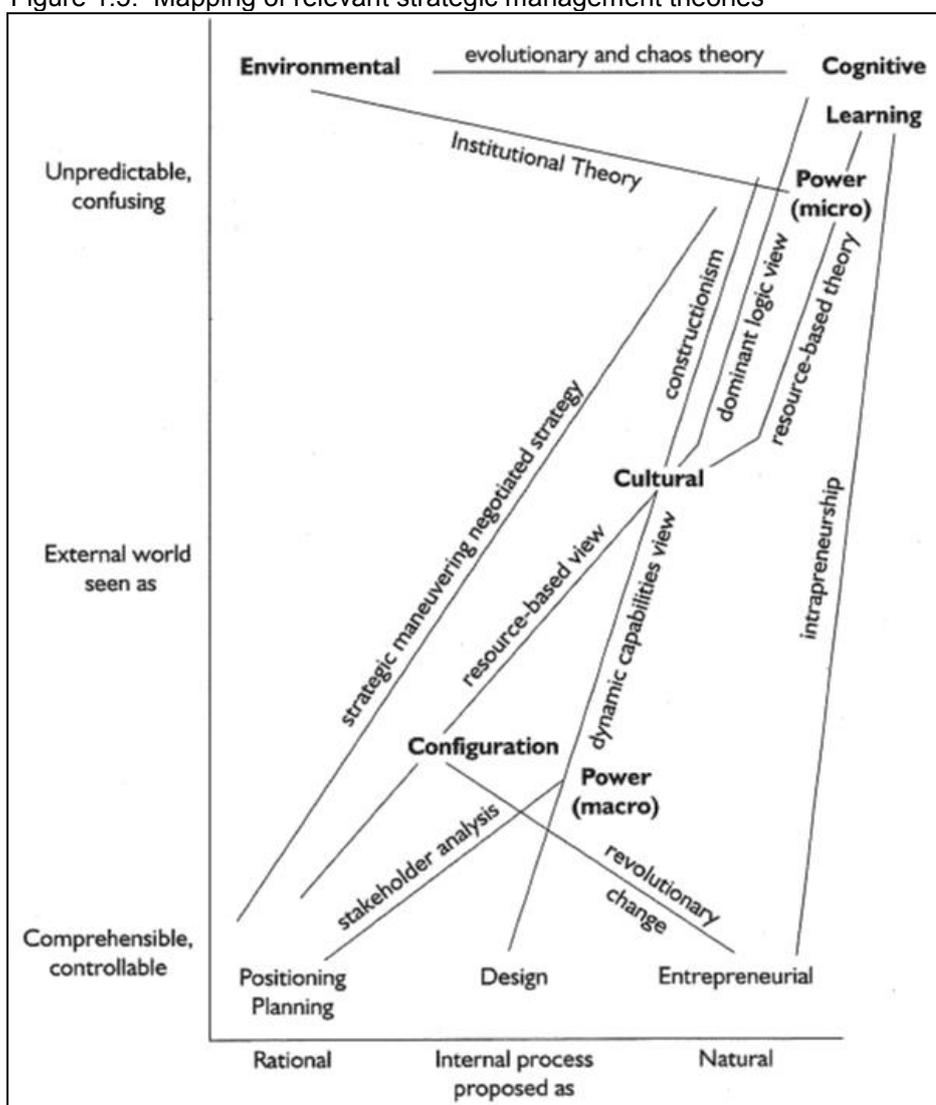 Figure 1.3: Mapping of relevant strategic management theories
Environmental
evolutionary and chaos theory
Cognitive
Learning
Institutional Theory
Unpredictable,
confusing
Power
(micro)
constructionism
dominant logic view
resource-based theory
strategic maneuvering negotiated strategy
Cultural
External world
seen as
resource-based view
dynamic capabilities view
intrapreneurship
Configuration
Power
(macro)
stakeholder analysis
revolutionary
change
Comprehensible,
controllable
Positioning
Planning
Design
Entrepreneurial
Rational
Internal process
proposed as
Natural